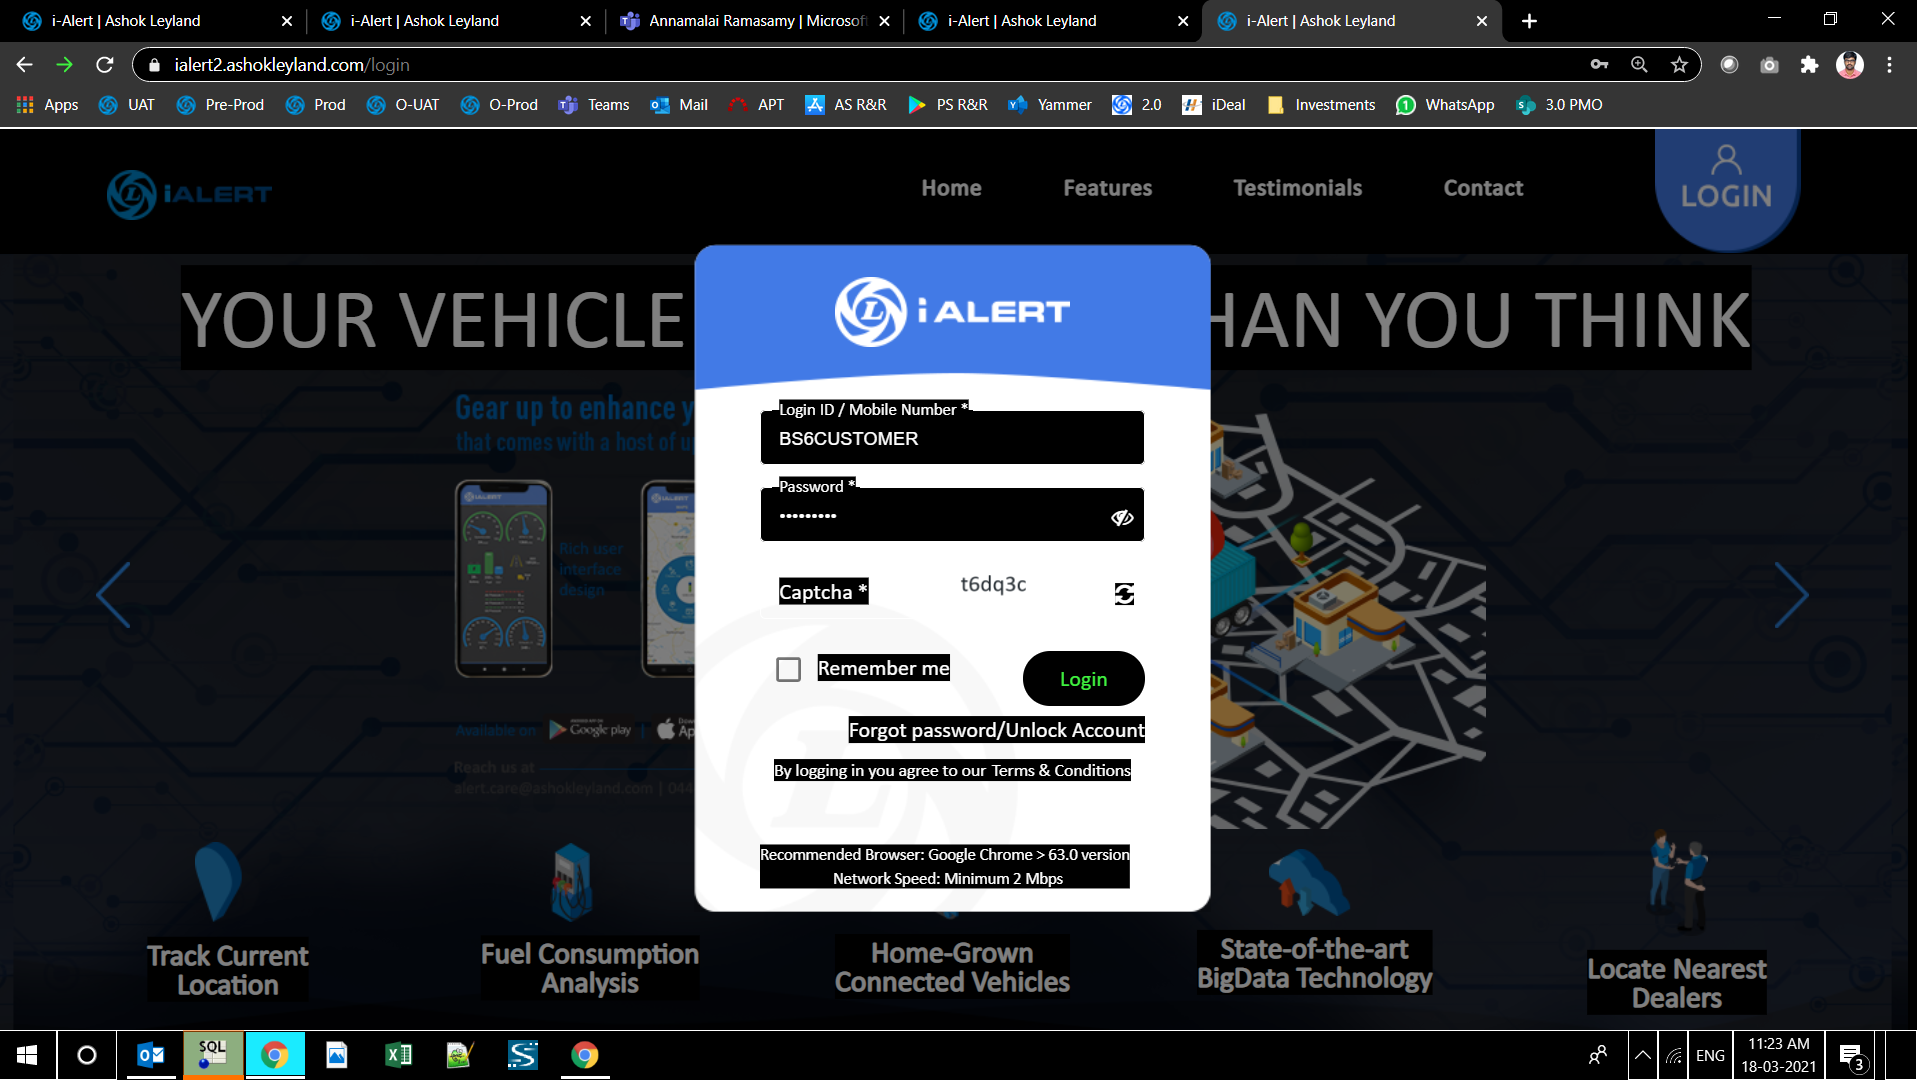 i-Alert | Ashok Leyland
i-Alert | Ashok Leyland
Annamalai Ramasamy | Microsof
i-Alert | Ashok Leyland
i-Alert | Ashok Leyland
ialert2.ashokleyland.com/login
Apps UAT Pre-Prod Prod O-UAT O-Prod Teams Mail APT AS R&R PS R&R Yammer 2.0 iDeal Investments WhatsApp 3.0 PMO
iALERT
Home Features Testimonials Contact
LOGIN
YOUR VEHICLE HAN YOU THINK
i ALERT
Gear up to enhance y
that comes with a host of u
Login ID / Mobile Number *
BS6CUSTOMER
Password *
•••••••••
Rich user
interface
design
Captcha * t6dq3c
Remember me Login
Forgot password/Unlock Account
Available on Google play
Reach us at
alert.care@ashokleyland.com | 044
By logging in you agree to our Terms & Conditions
Recommended Browser: Google Chrome > 63.0 version
Network Speed: Minimum 2 Mbps
Track Current
Location
Fuel Consumption
Analysis
Home-Grown
Connected Vehicles
State-of-the-art
BigData Technology
Locate Nearest
Dealers
SQL
ENG
11:23 AM
18-03-2021
3